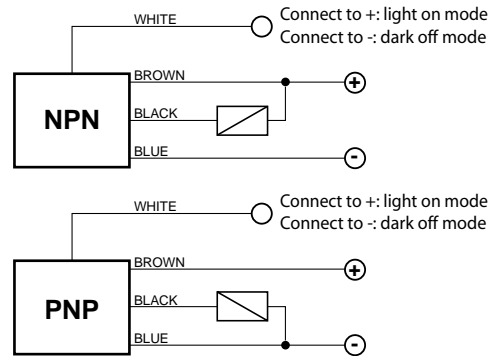 WHITE
Connect to +: light on mode
Connect to -: dark off mode
BROWN
+
NPN
BLACK
BLUE
-
WHITE
Connect to +: light on mode
Connect to -: dark off mode
BROWN
+
PNP
BLACK
BLUE
-